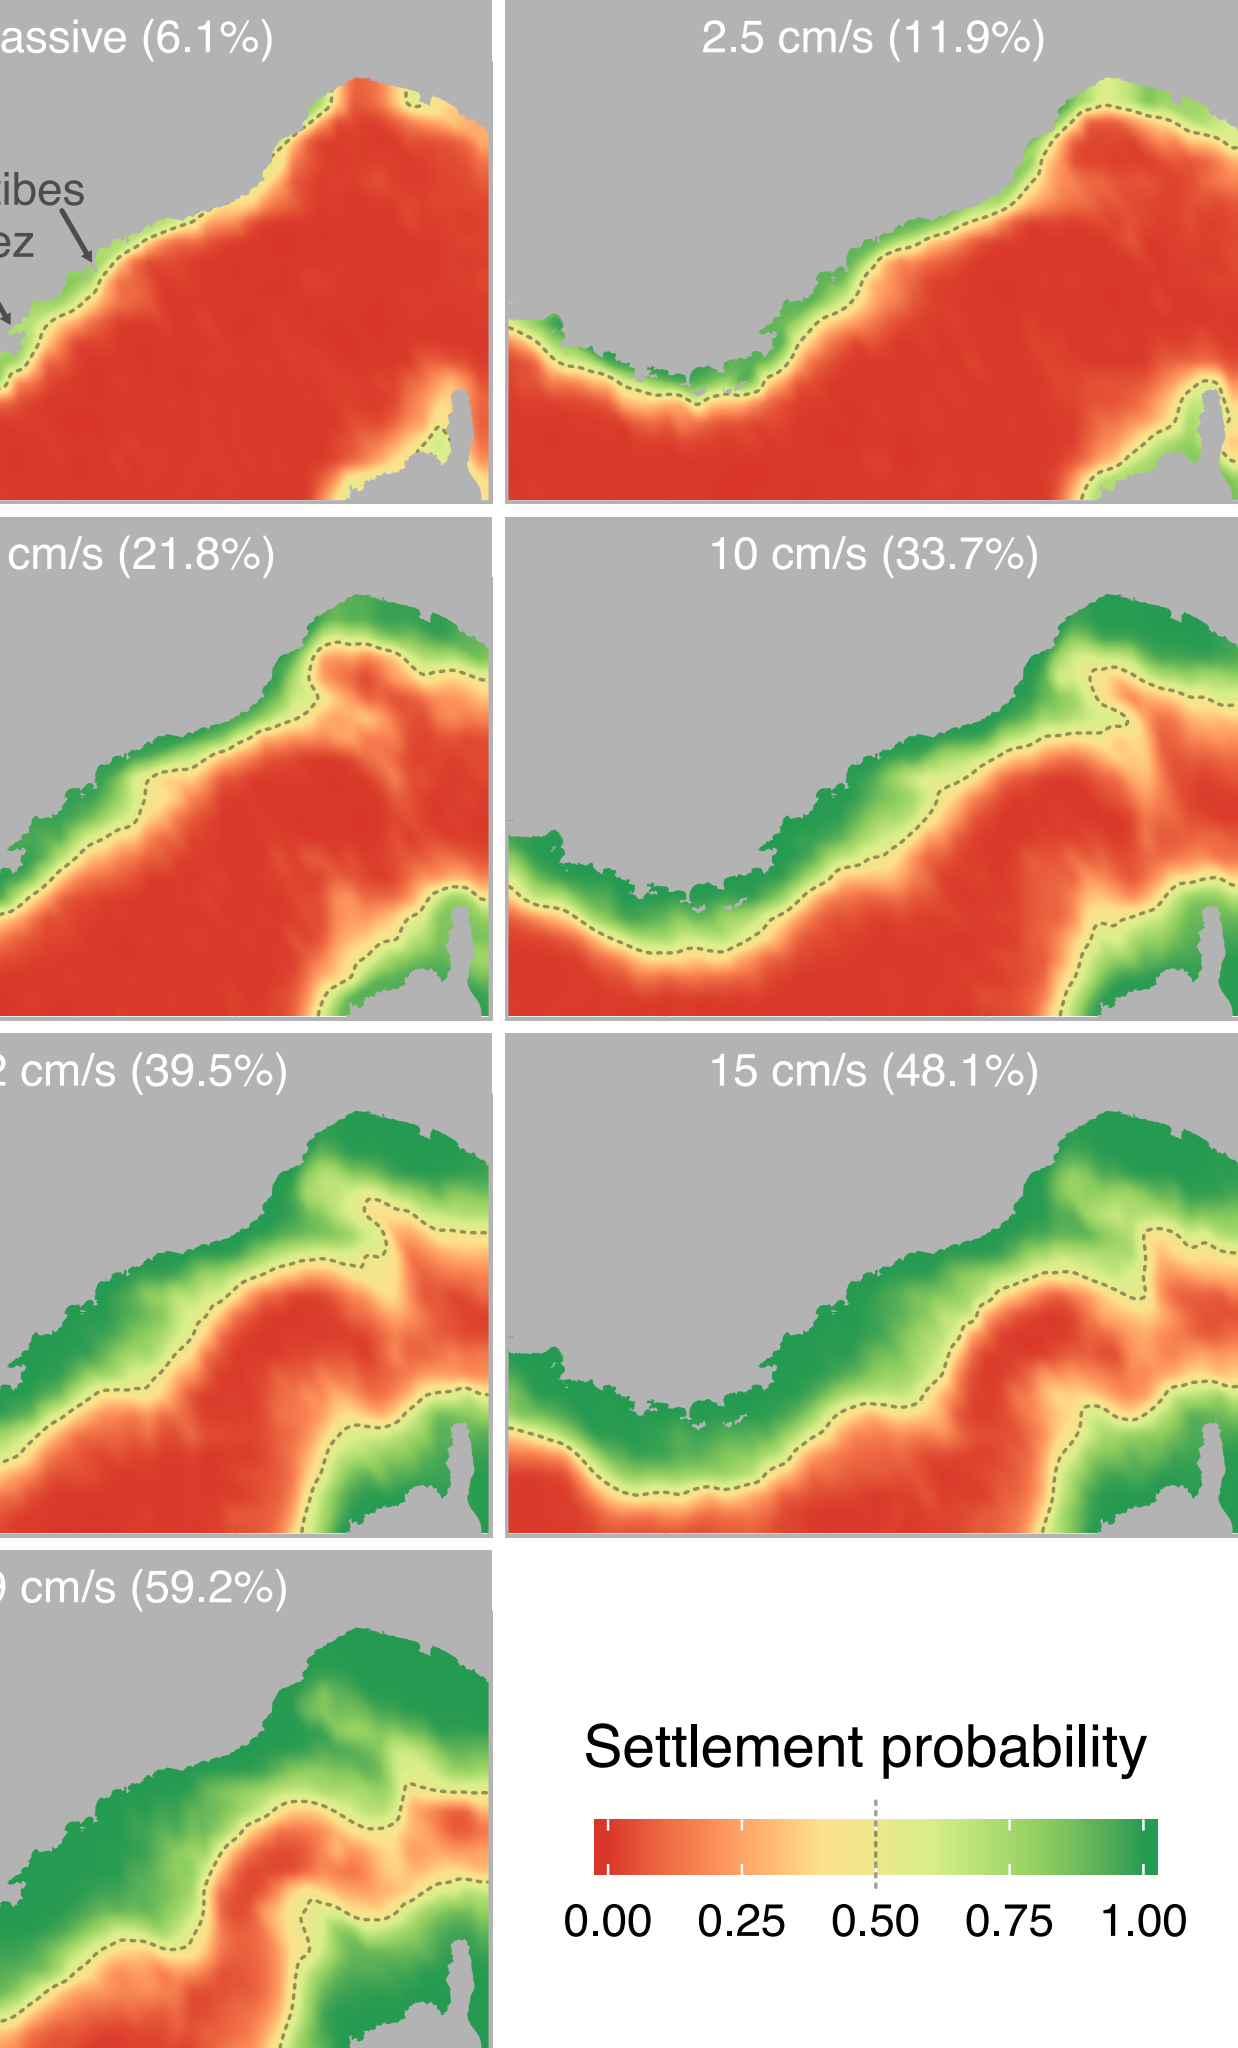 assive (6.1%)
2.5 cm/s (11.9%)
tibes
ez
cm/s (21.8%)
10 cm/s (33.7%)
2 cm/s (39.5%)
15 cm/s (48.1%)
9 cm/s (59.2%)
Settlement probability
0.00 0.25 0.50 0.75 1.00